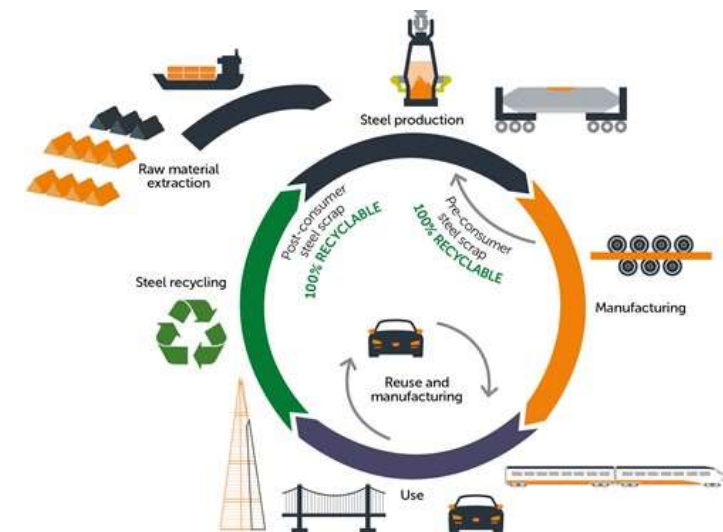 Steel production
Raw material
extraction
Post-consumer
steel scrap
100% RECYCLABLE
Pre-consumer
steel scrap
100% RECYCLABLE
Steel recycling
Manufacturing
Reuse and
manufacturing
Use